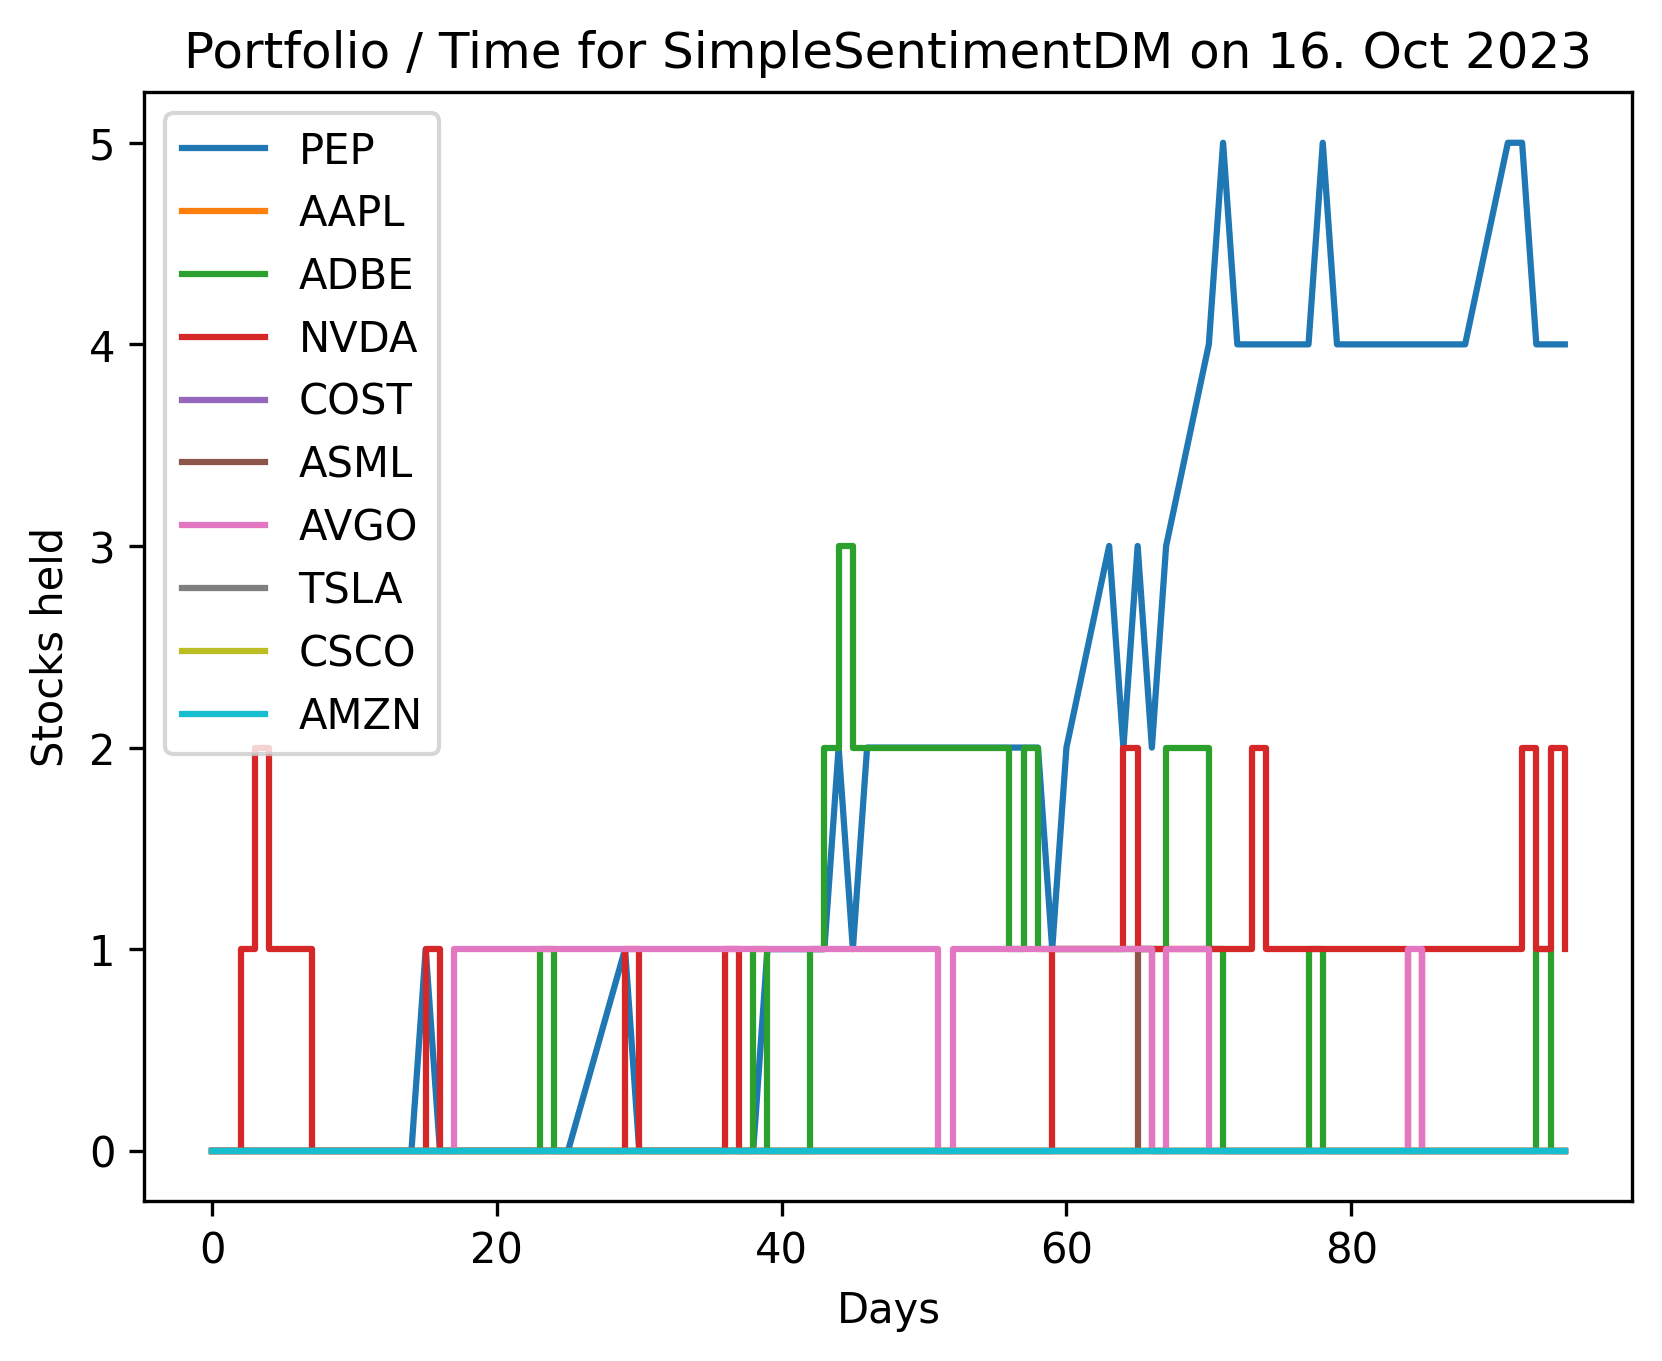 Portfolio / Time for SimpleSentimentDM on 16. Oct 2023
PEP
AAPL
ADBE
NVDA
COST
ASML
AVGO
TSLA
CSCO
AMZN
Stocks held
5
4
3
2
1
0
0 20 40 60 80
Days